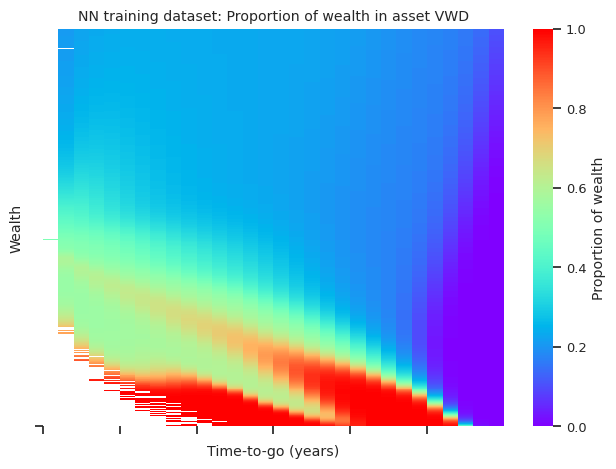 NN training dataset: Proportion of wealth in asset VWD
Wealth
Time-to-go (years)
1.0
0.8
0.6
0.4
0.2
0.0
Proportion of wealth